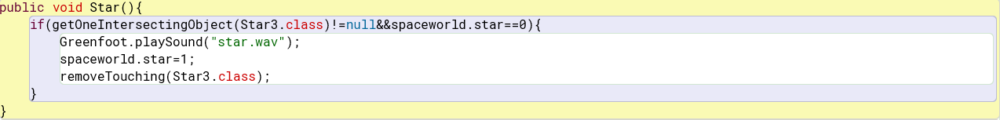 public void Star(){
if(getOneIntersectingObject(Star3.class)!=null&&spaceworld.star==0){
Greenfoot.playSound("star.wav");
spaceworld.star=1;
removeTouching(Star3.class);
}
}